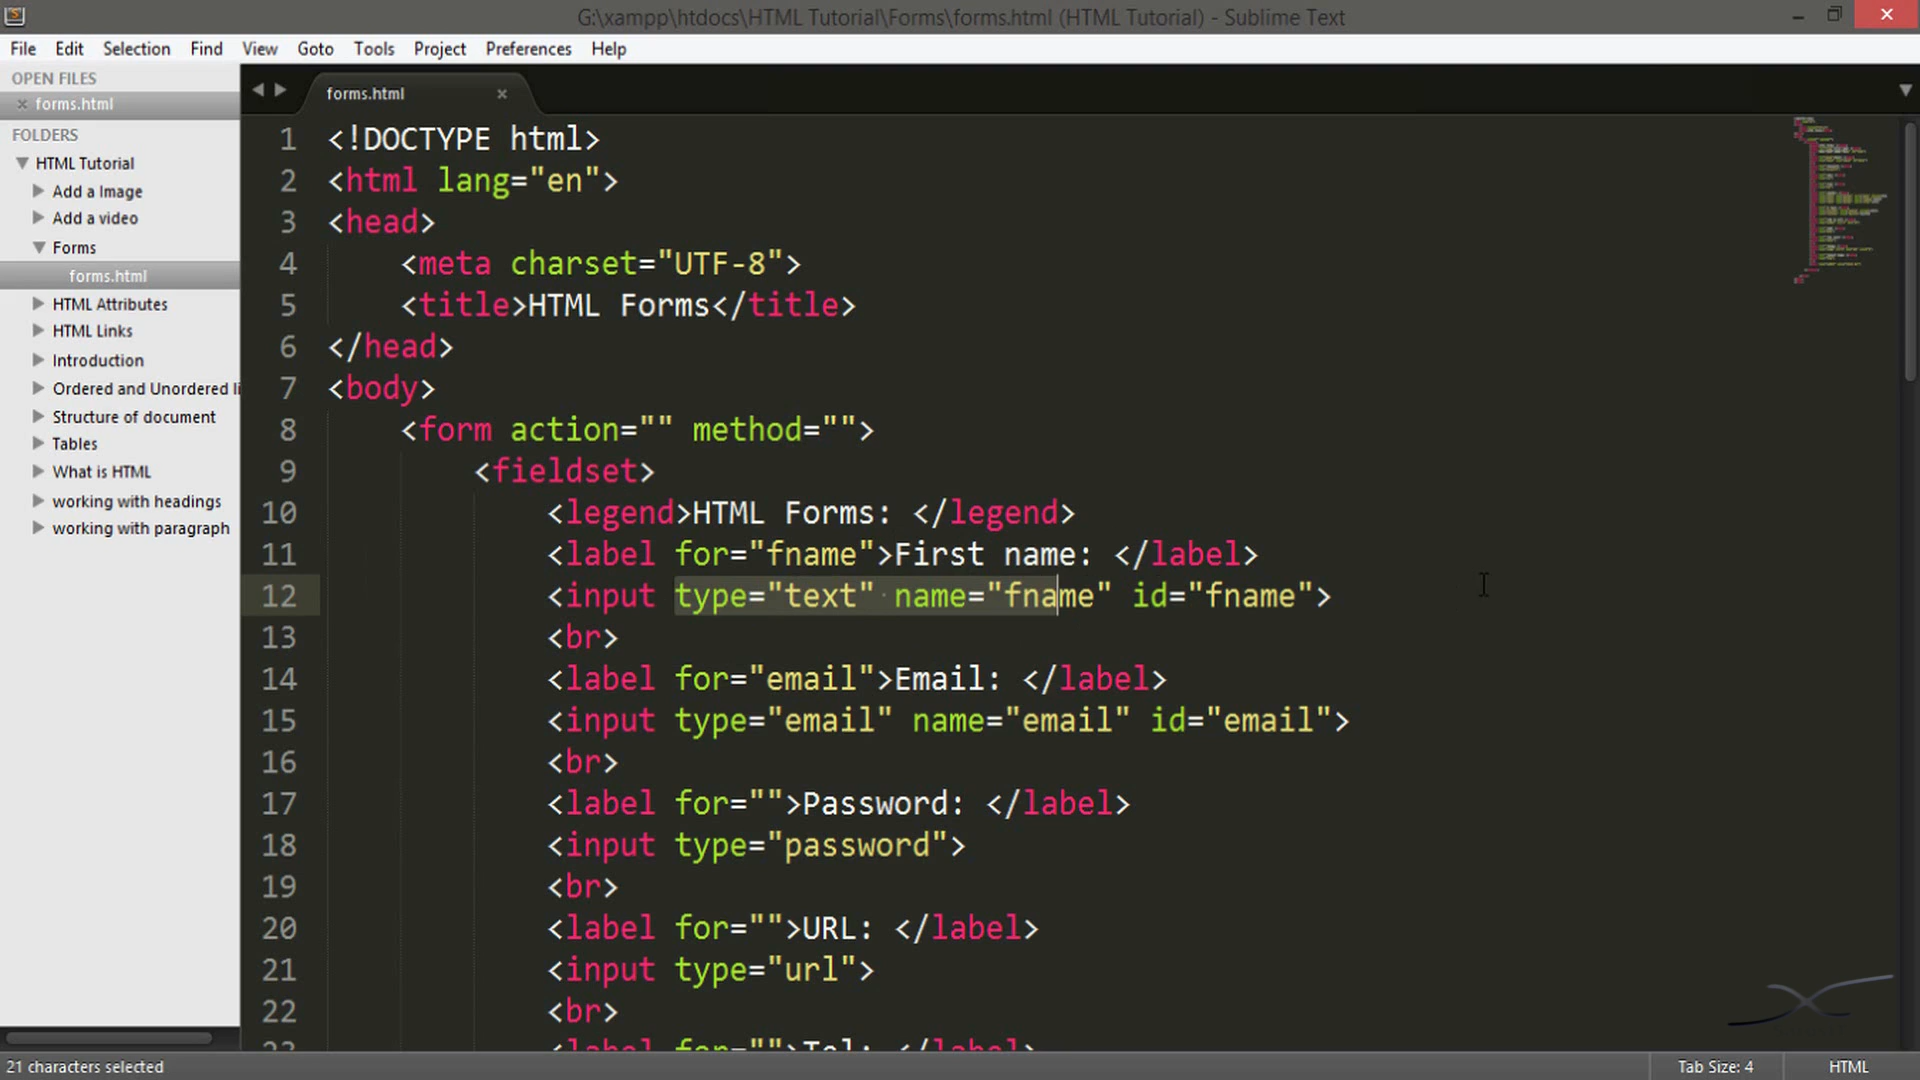 G:\xampp\htdocs\HTML Tutorial\Forms\forms.html (HTML Tutorial) - Sublime Text
File Edit Selection Find View Goto Tools Project Preferences Help
OPEN FILES
forms.html
FOLDERS
HTML Tutorial
Add a Image
Add a video
Forms
forms.html
HTML Attributes
HTML Links
Introduction
Ordered and Unordered li
Structure of document
Tables
What is HTML
working with headings
working with paragraph
forms.html
1 <!DOCTYPE html>
2 <html lang="en">
3 <head>
4 <meta charset="UTF-8">
5 <title>HTML Forms</title>
6 </head>
7 <body>
8 <form action="" method="">
9 <fieldset>
10 <legend>HTML Forms: </legend>
11 <label for="fname">First name: </label>
12 <input type="text" name="fname" id="fname">
13 <br>
14 <label for="email">Email: </label>
15 <input type="email" name="email" id="email">
16 <br>
17 <label for="">Password: </label>
18 <input type="password">
19 <br>
20 <label for="">URL: </label>
21 <input type="url">
22 <br>
23 <label for="">Tel: </label>
21 characters selected
Tab Size: 4
HTML